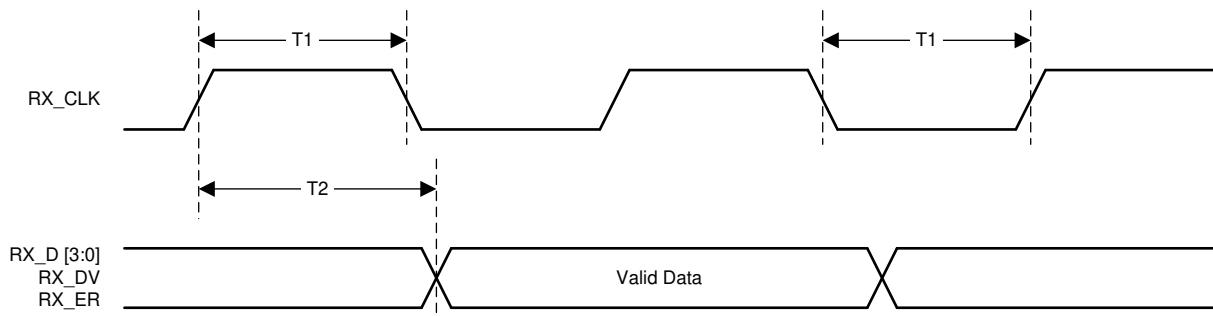 T1
T1
RX_CLK
T2
RX_D [3:0]
RX_DV
Valid Data
RX_ER